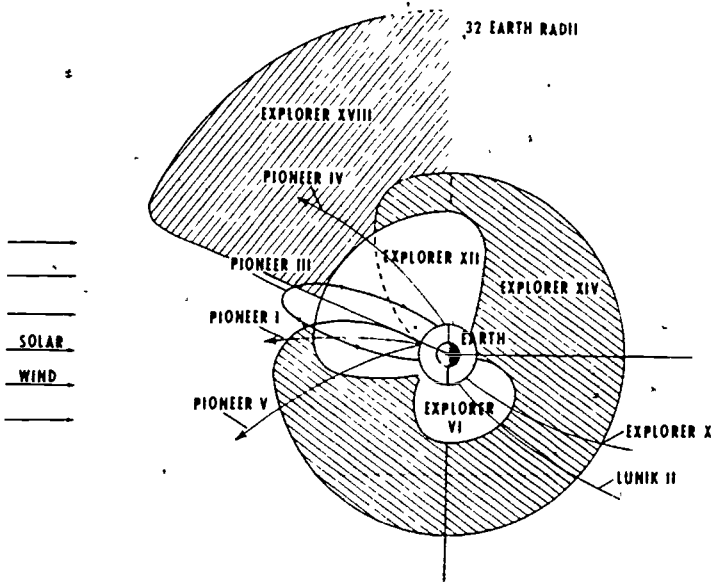 32 EARTH RADII
EXPLORER XVIII
PIONEER IV
EXPLORER XII
PIONEER III
EXPLORER XIV
PIONEER I
EARTH
SOLAR
WIND
PIONEER V
EXPLORER
VI
EXPLORER X
LUNIK II